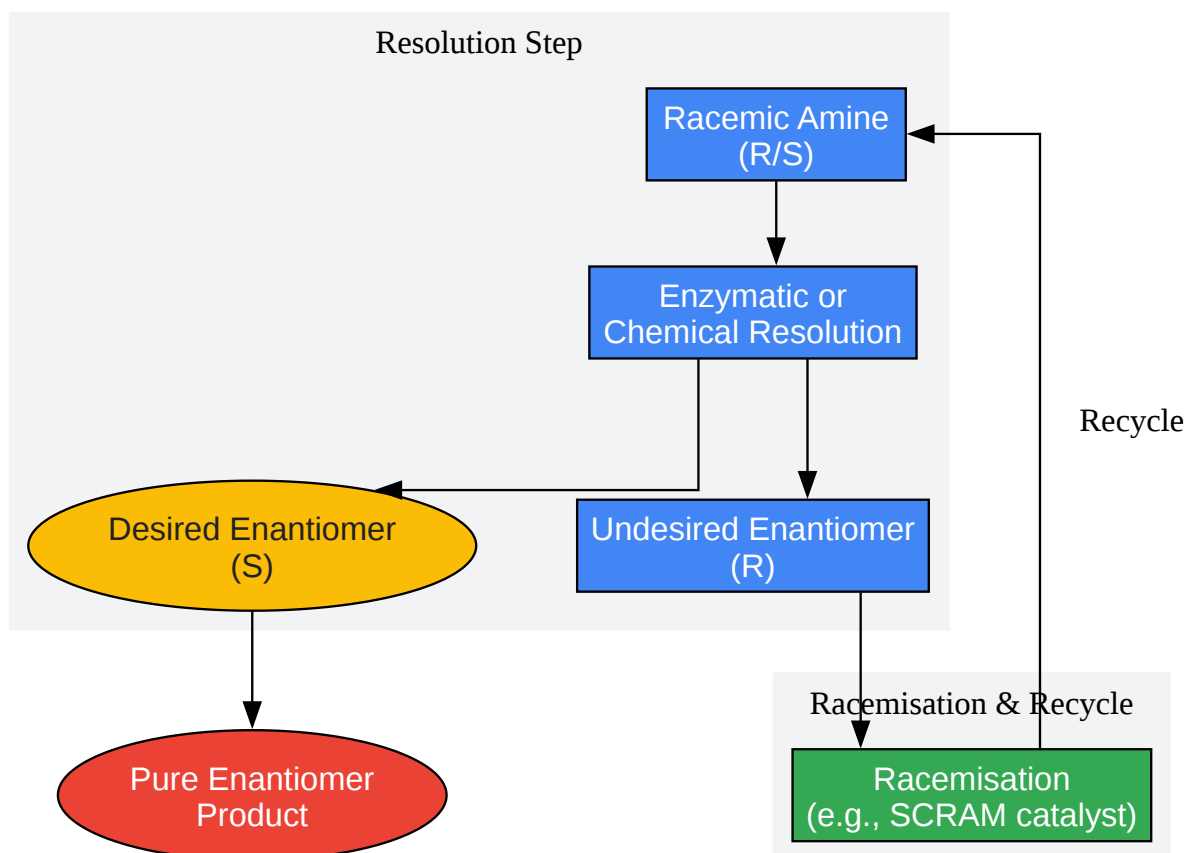 Resolution Step
Racemic Amine
(R/S)
Enzymatic or
Chemical Resolution
Recycle
Desired Enantiomer
(S)
Undesired Enantiomer
(R)
Racemisation & Recycle
Pure Enantiomer
Product
Racemisation
(e.g., SCRAM catalyst)